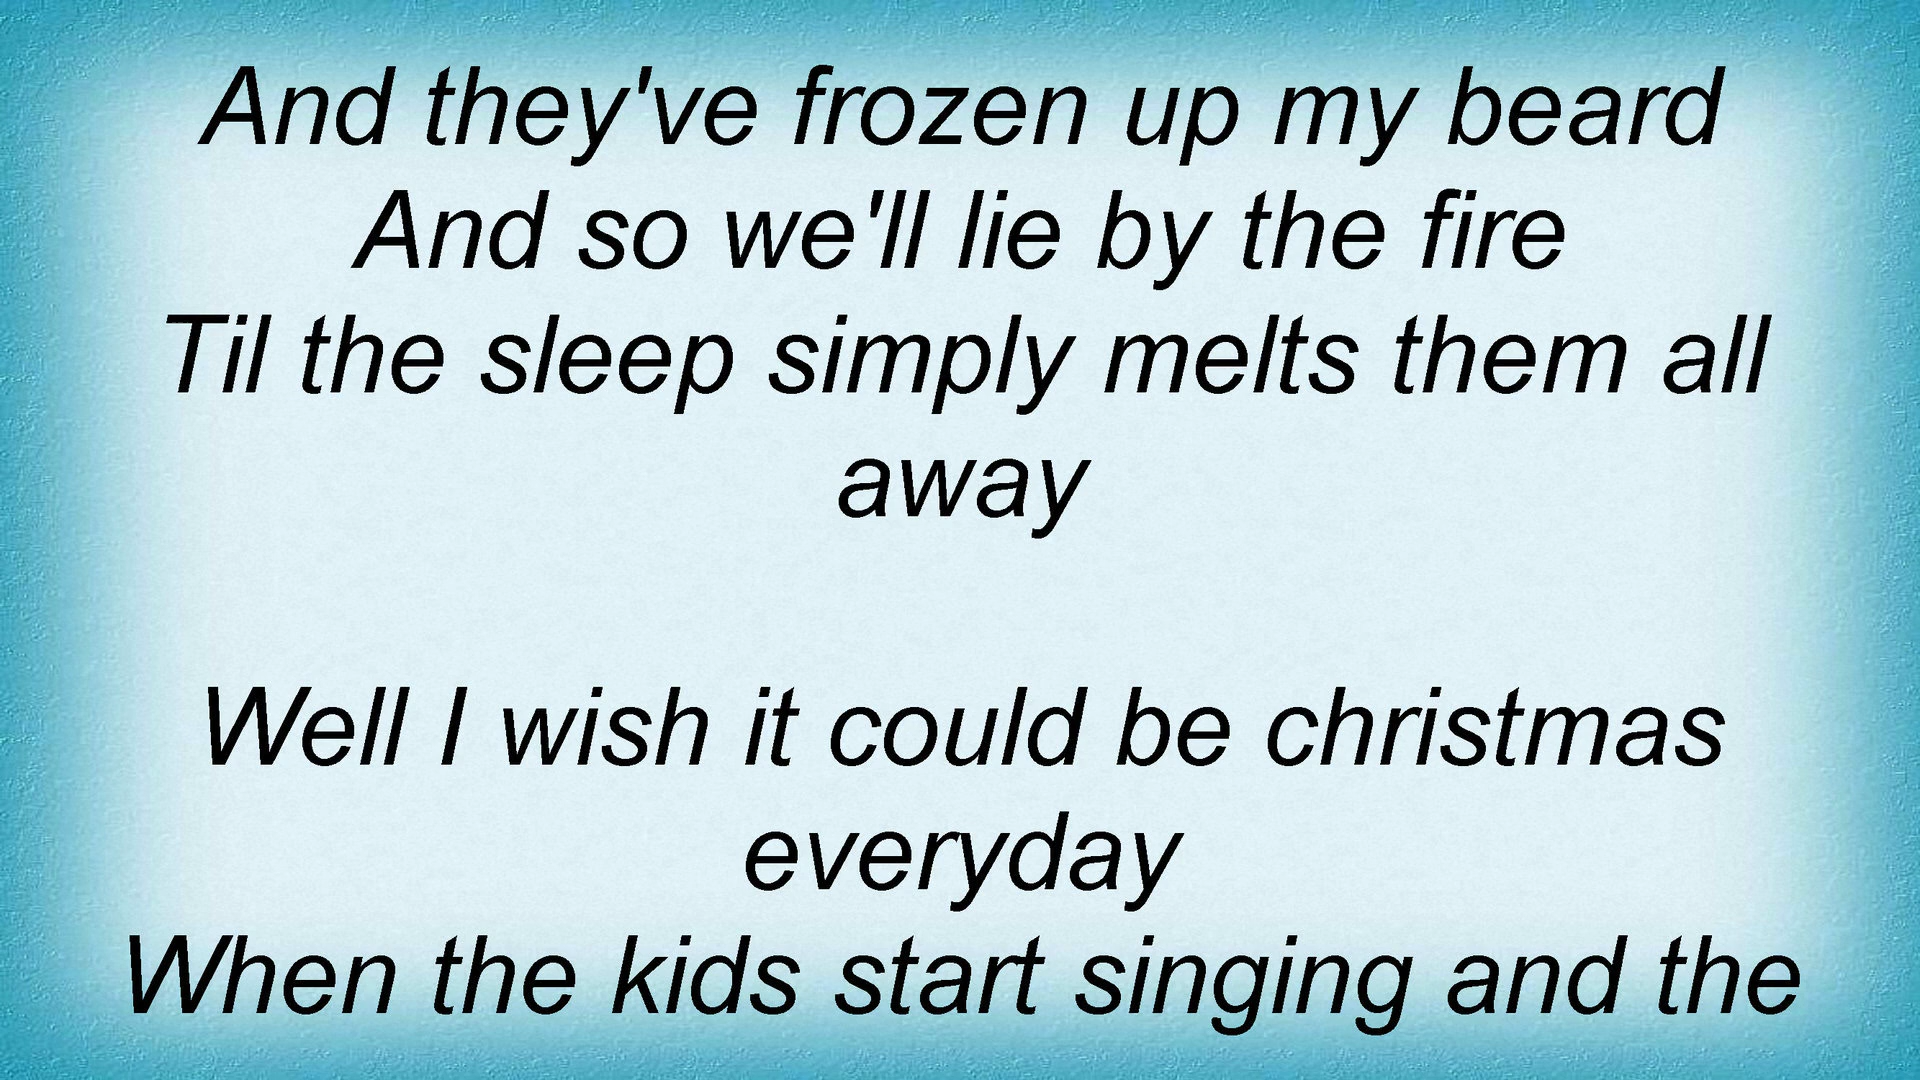 And they've frozen up my beard
And so we'll lie by the fire
Til the sleep simply melts them all
away
Well I wish it could be christmas
everyday
When the kids start singing and the